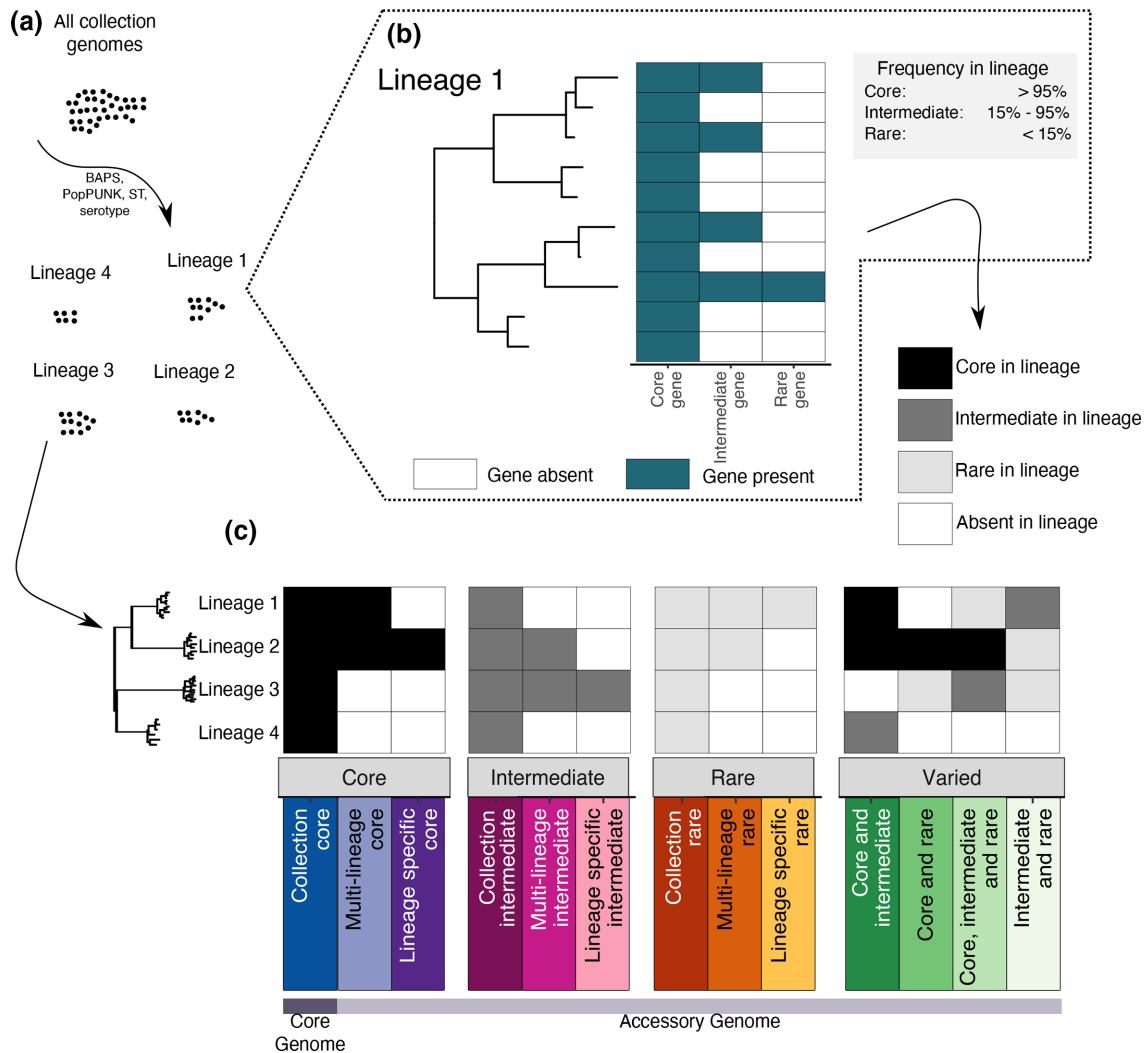 (a)
All collection
genomes
BAPS,
PopPUNK, ST,
serotype
Lineage 4
Lineage 1
Lineage 3
Lineage 2
(b)
Lineage 1
Core
gene
Intermediate
gene
Rare
gene
Gene absent
Gene present
Frequency in lineage
Core: > 95%
Intermediate: 15% - 95%
Rare: < 15%
Core in lineage
Intermediate in lineage
Rare in lineage
Absent in lineage
(c)
Lineage 1
Lineage 2
Lineage 3
Lineage 4
Core
Intermediate
Rare
Varied
Collection
core
Multi-lineage
core
Lineage specific
core
Collection
intermediate
Multi-lineage
intermediate
Lineage specific
intermediate
Collection
rare
Multi-lineage
rare
Lineage specific
rare
Core and
intermediate
Core and rare
Core, intermediate
and rare
Intermediate
and rare
Core
Genome
Accessory Genome